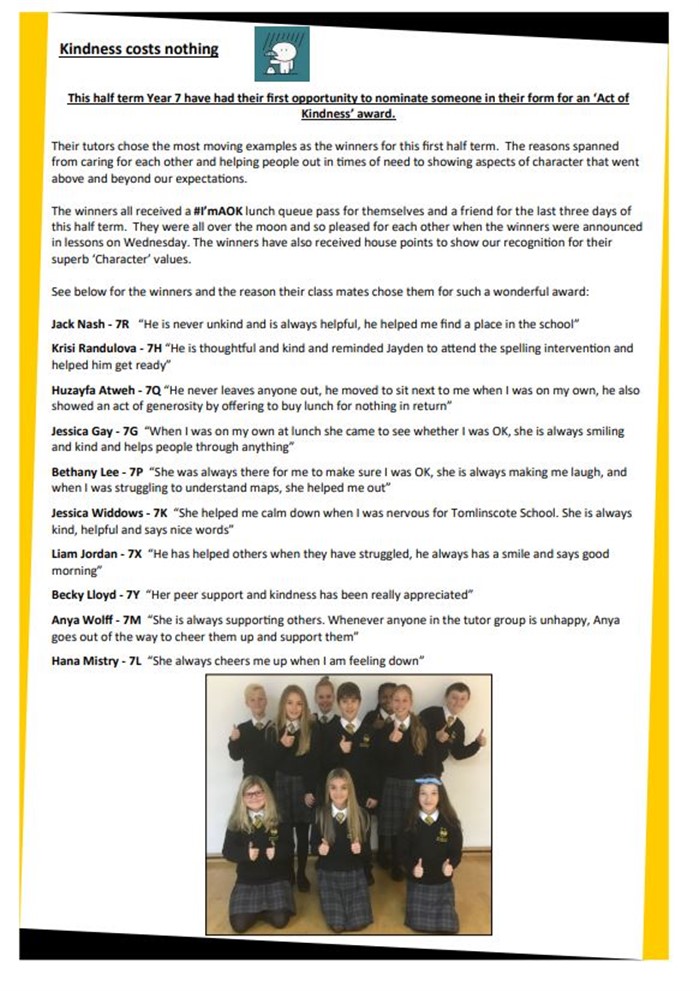 Kindness costs nothing
This half term Year 7 have had their first opportunity to nominate someone in their form for an ‘Act of
Kindness’ award.
Their tutors chose the most moving examples as the winners for this first half term.  The reasons spanned
from caring for each other and helping people out in times of need to showing aspects of character that went
above and beyond our expectations.
The winners all received a #I’mAOK lunch queue pass for themselves and a friend for the last three days of
this half term.  They were all over the moon and so pleased for each other when the winners were announced
in lessons on Wednesday. The winners have also received house points to show our recognition for their
superb ‘Character’ values.
See below for the winners and the reason their class mates chose them for such a wonderful award:
Jack Nash - 7R   “He is never unkind and is always helpful, he helped me find a place in the school”
Krisi Randulova - 7H “He is thoughtful and kind and reminded Jayden to attend the spelling intervention and
helped him get ready”
Huzayfa Atweh - 7Q “He never leaves anyone out, he moved to sit next to me when I was on my own, he also
showed an act of generosity by offering to buy lunch for nothing in return”
Jessica Gay - 7G  “When I was on my own at lunch she came to see whether I was OK, she is always smiling
and kind and helps people through anything”
Bethany Lee - 7P  “She was always there for me to make sure I was OK, she is always making me laugh, and
when I was struggling to understand maps, she helped me out”
Jessica Widdows - 7K  “She helped me calm down when I was nervous for Tomlinscote School. She is always
kind, helpful and says nice words”
Liam Jordan - 7X  “He has helped others when they have struggled, he always has a smile and says good
morning”
Becky Lloyd - 7Y  “Her peer support and kindness has been really appreciated”
Anya Wolff - 7M  “She is always supporting others. Whenever anyone in the tutor group is unhappy, Anya
goes out of the way to cheer them up and support them”
Hana Mistry - 7L  “She always cheers me up when I am feeling down”